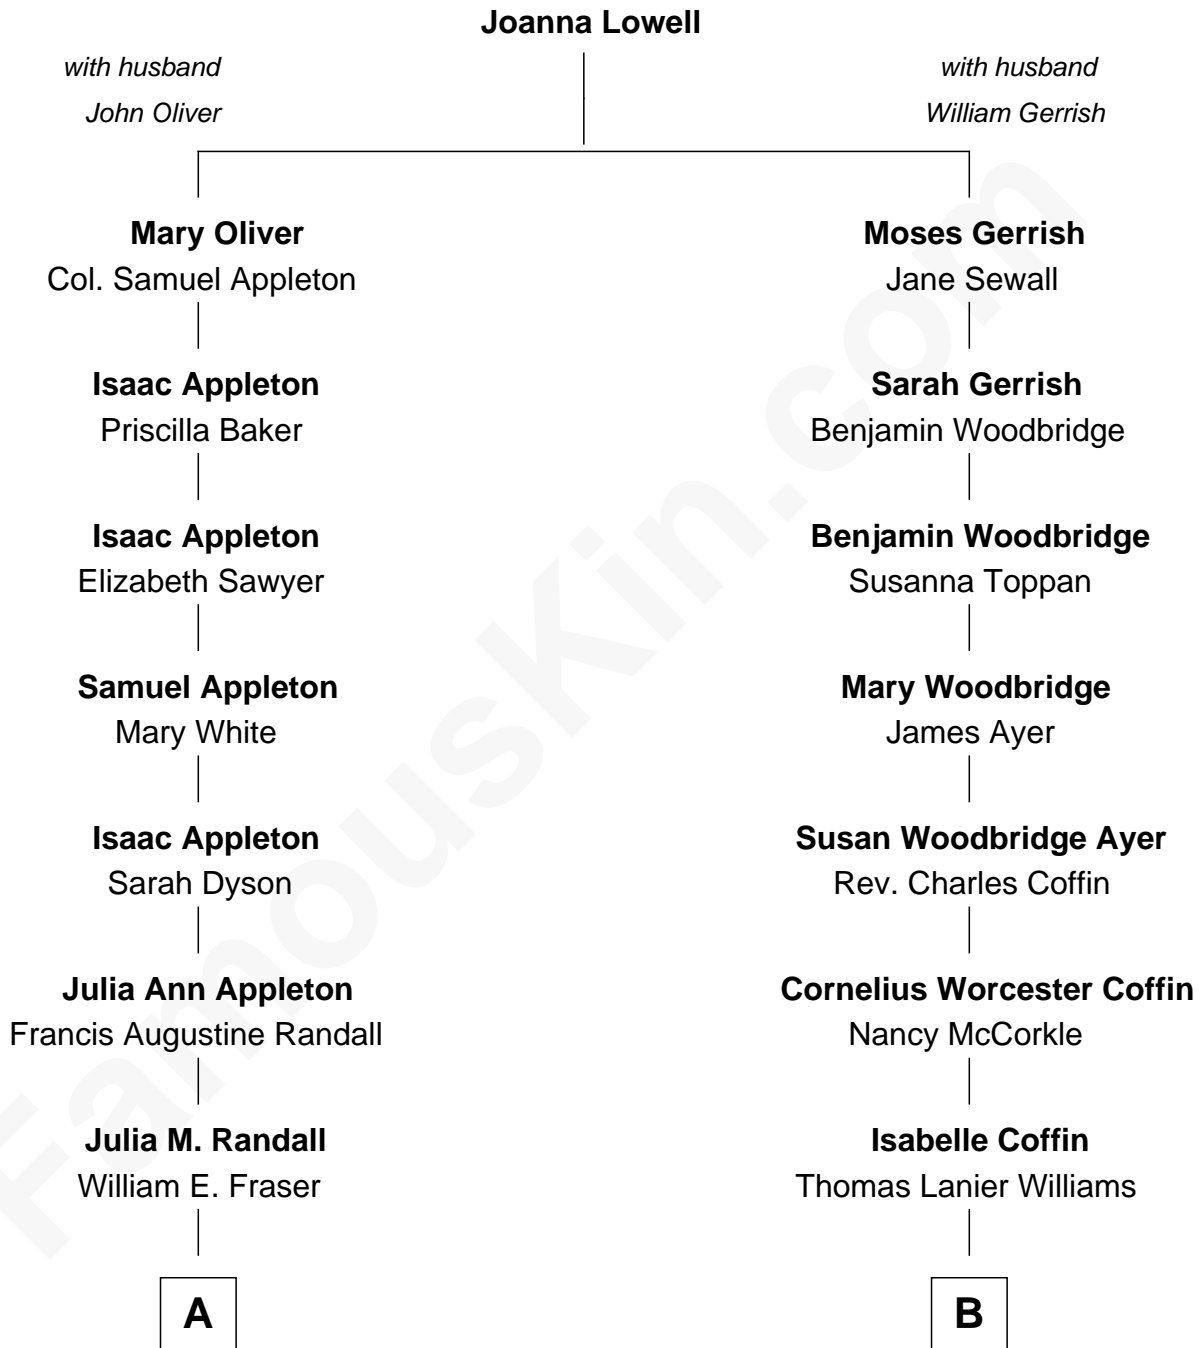 Joanna Lowell
with husband
John Oliver
with husband
William Gerrish
Mary Oliver
Col. Samuel Appleton
Moses Gerrish
Jane Sewall
Isaac Appleton
Priscilla Baker
Sarah Gerrish
Benjamin Woodbridge
Isaac Appleton
Elizabeth Sawyer
Benjamin Woodbridge
Susanna Toppan
Samuel Appleton
Mary White
Mary Woodbridge
James Ayer
Isaac Appleton
Sarah Dyson
Susan Woodbridge Ayer
Rev. Charles Coffin
Julia Ann Appleton
Francis Augustine Randall
Cornelius Worcester Coffin
Nancy McCorkle
Julia M. Randall
William E. Fraser
Isabelle Coffin
Thomas Lanier Williams
A
B
FamousKin.com